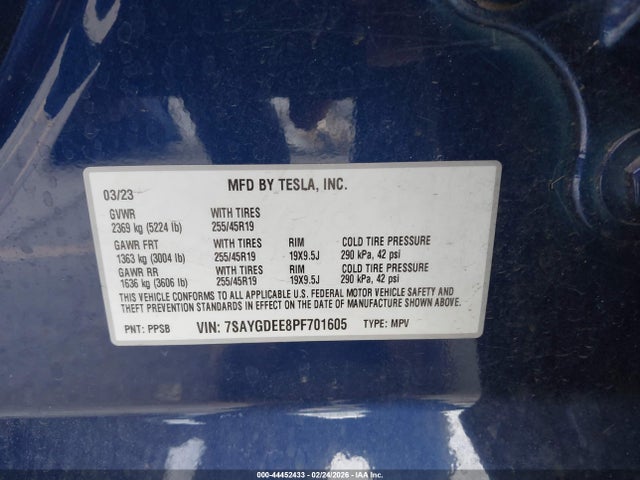 MFD BY TESLA, INC.
03/23
GVWR WITH TIRES
2369 kg (5224 lb) 255/45R19
GAWR FRT WITH TIRES RIM COLD TIRE PRESSURE
1363 kg (3004 lb) 255/45R19 19X9.5J 290 kPa, 42 psi
GAWR RR WITH TIRES RIM COLD TIRE PRESSURE
1636 kg (3606 lb) 255/45R19 19X9.5J 290 kPa, 42 psi
THIS VEHICLE CONFORMS TO ALL APPLICABLE U.S. FEDERAL MOTOR VEHICLE SAFETY AND
THEFT PREVENTION STANDARDS IN EFFECT ON THE DATE OF MANUFACTURE SHOWN ABOVE.
PNT: PPSB VIN: 7SAYGDEE8PF701605 TYPE: MPV
000-44452433 - 02/24/2026 - IAA Inc.